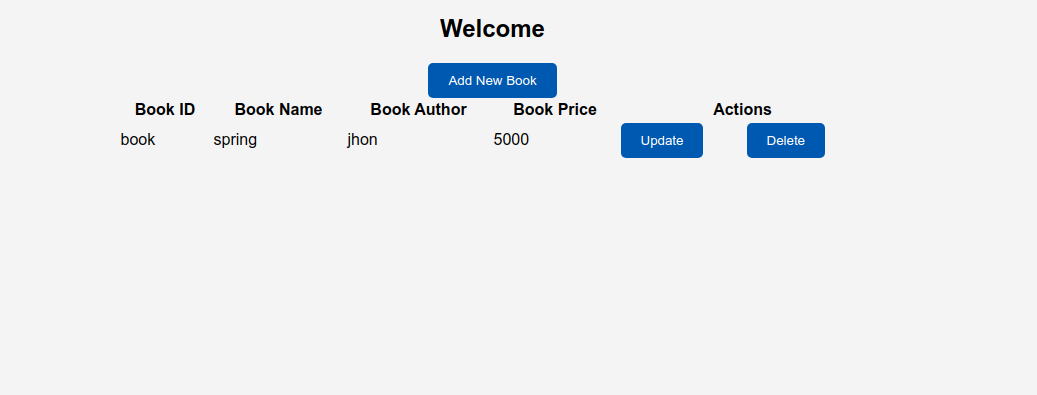 Welcome
Add New Book
Book ID Book Name Book Author Book Price Actions
book spring jhon 5000 Update Delete